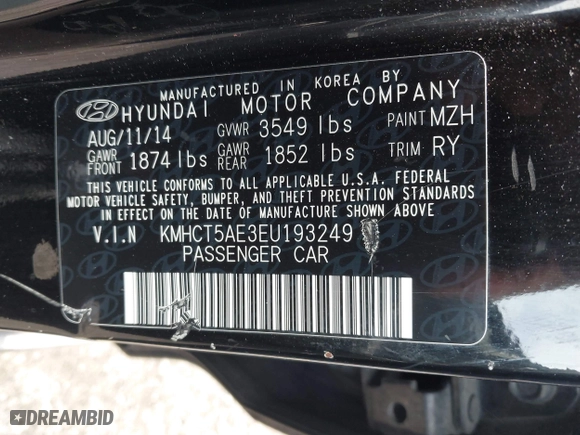 MANUFACTURED IN KOREA BY
HYUNDAI MOTOR COMPANY
AUG/11/14 GVWR 3549 lbs PAINT MZH
GAWR FRONT 1874 lbs GAWR REAR 1852 lbs TRIM RY
THIS VEHICLE CONFORMS TO ALL APPLICABLE U.S.A. FEDERAL
MOTOR VEHICLE SAFETY, BUMPER, AND THEFT PREVENTION STANDARDS
IN EFFECT ON THE DATE OF MANUFACTURE SHOWN ABOVE
V.I.N KMHCT5AE3EU193249
PASSENGER CAR
DREAMBID